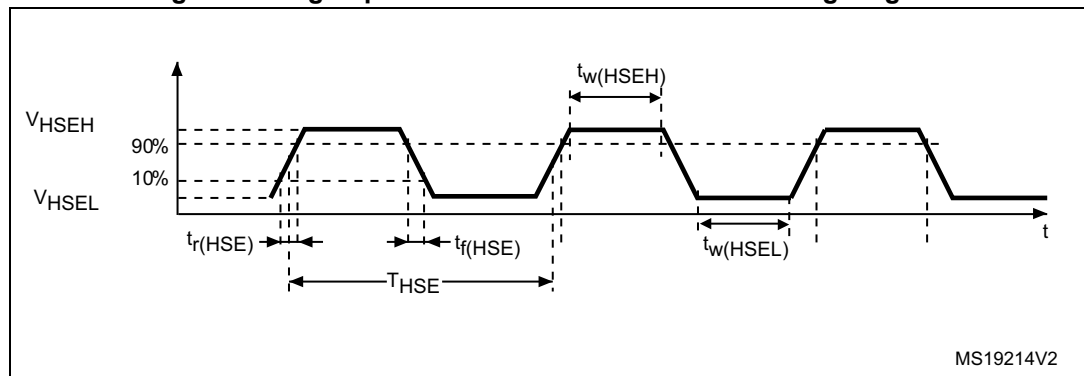 tw(HSEH)
VHSEH
90%
10%
VHSEL
tr(HSE)
tf(HSE)
tw(HSEL)
t
THSE
MS19214V2